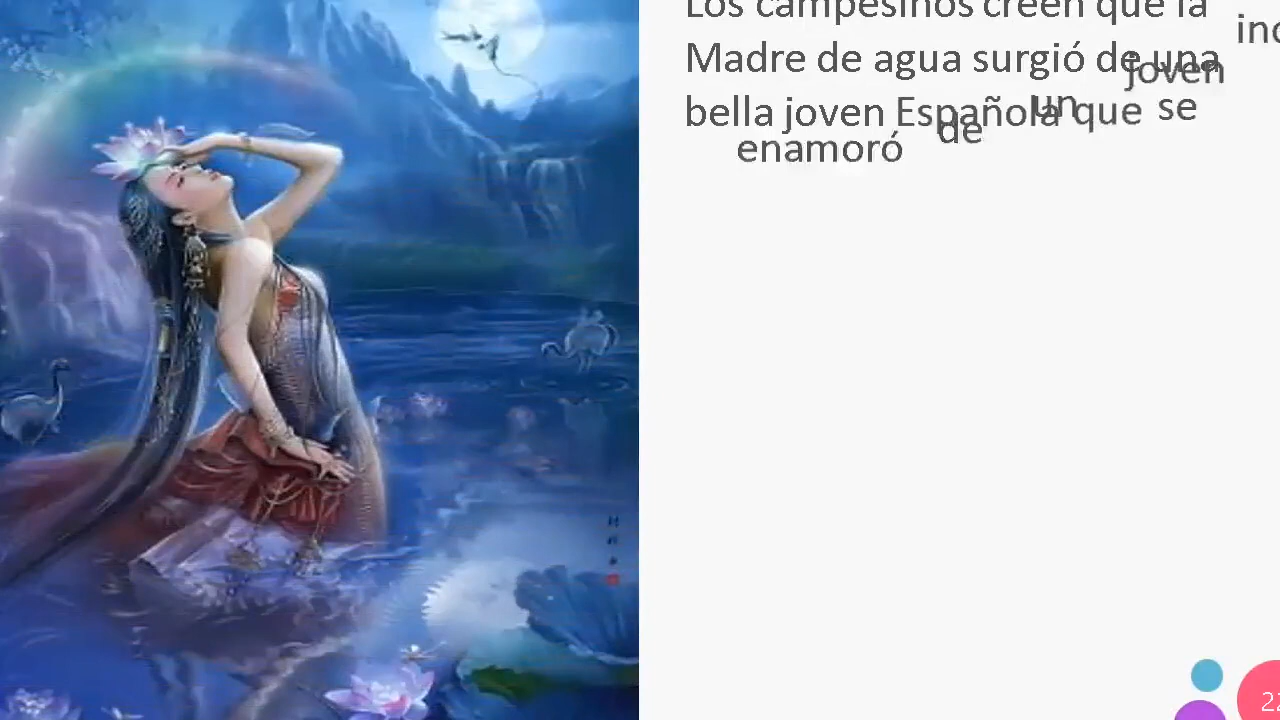 Los campesinos creen que la
Madre de agua surgió de una
bella joven Española que se
enamoró de un joven
22